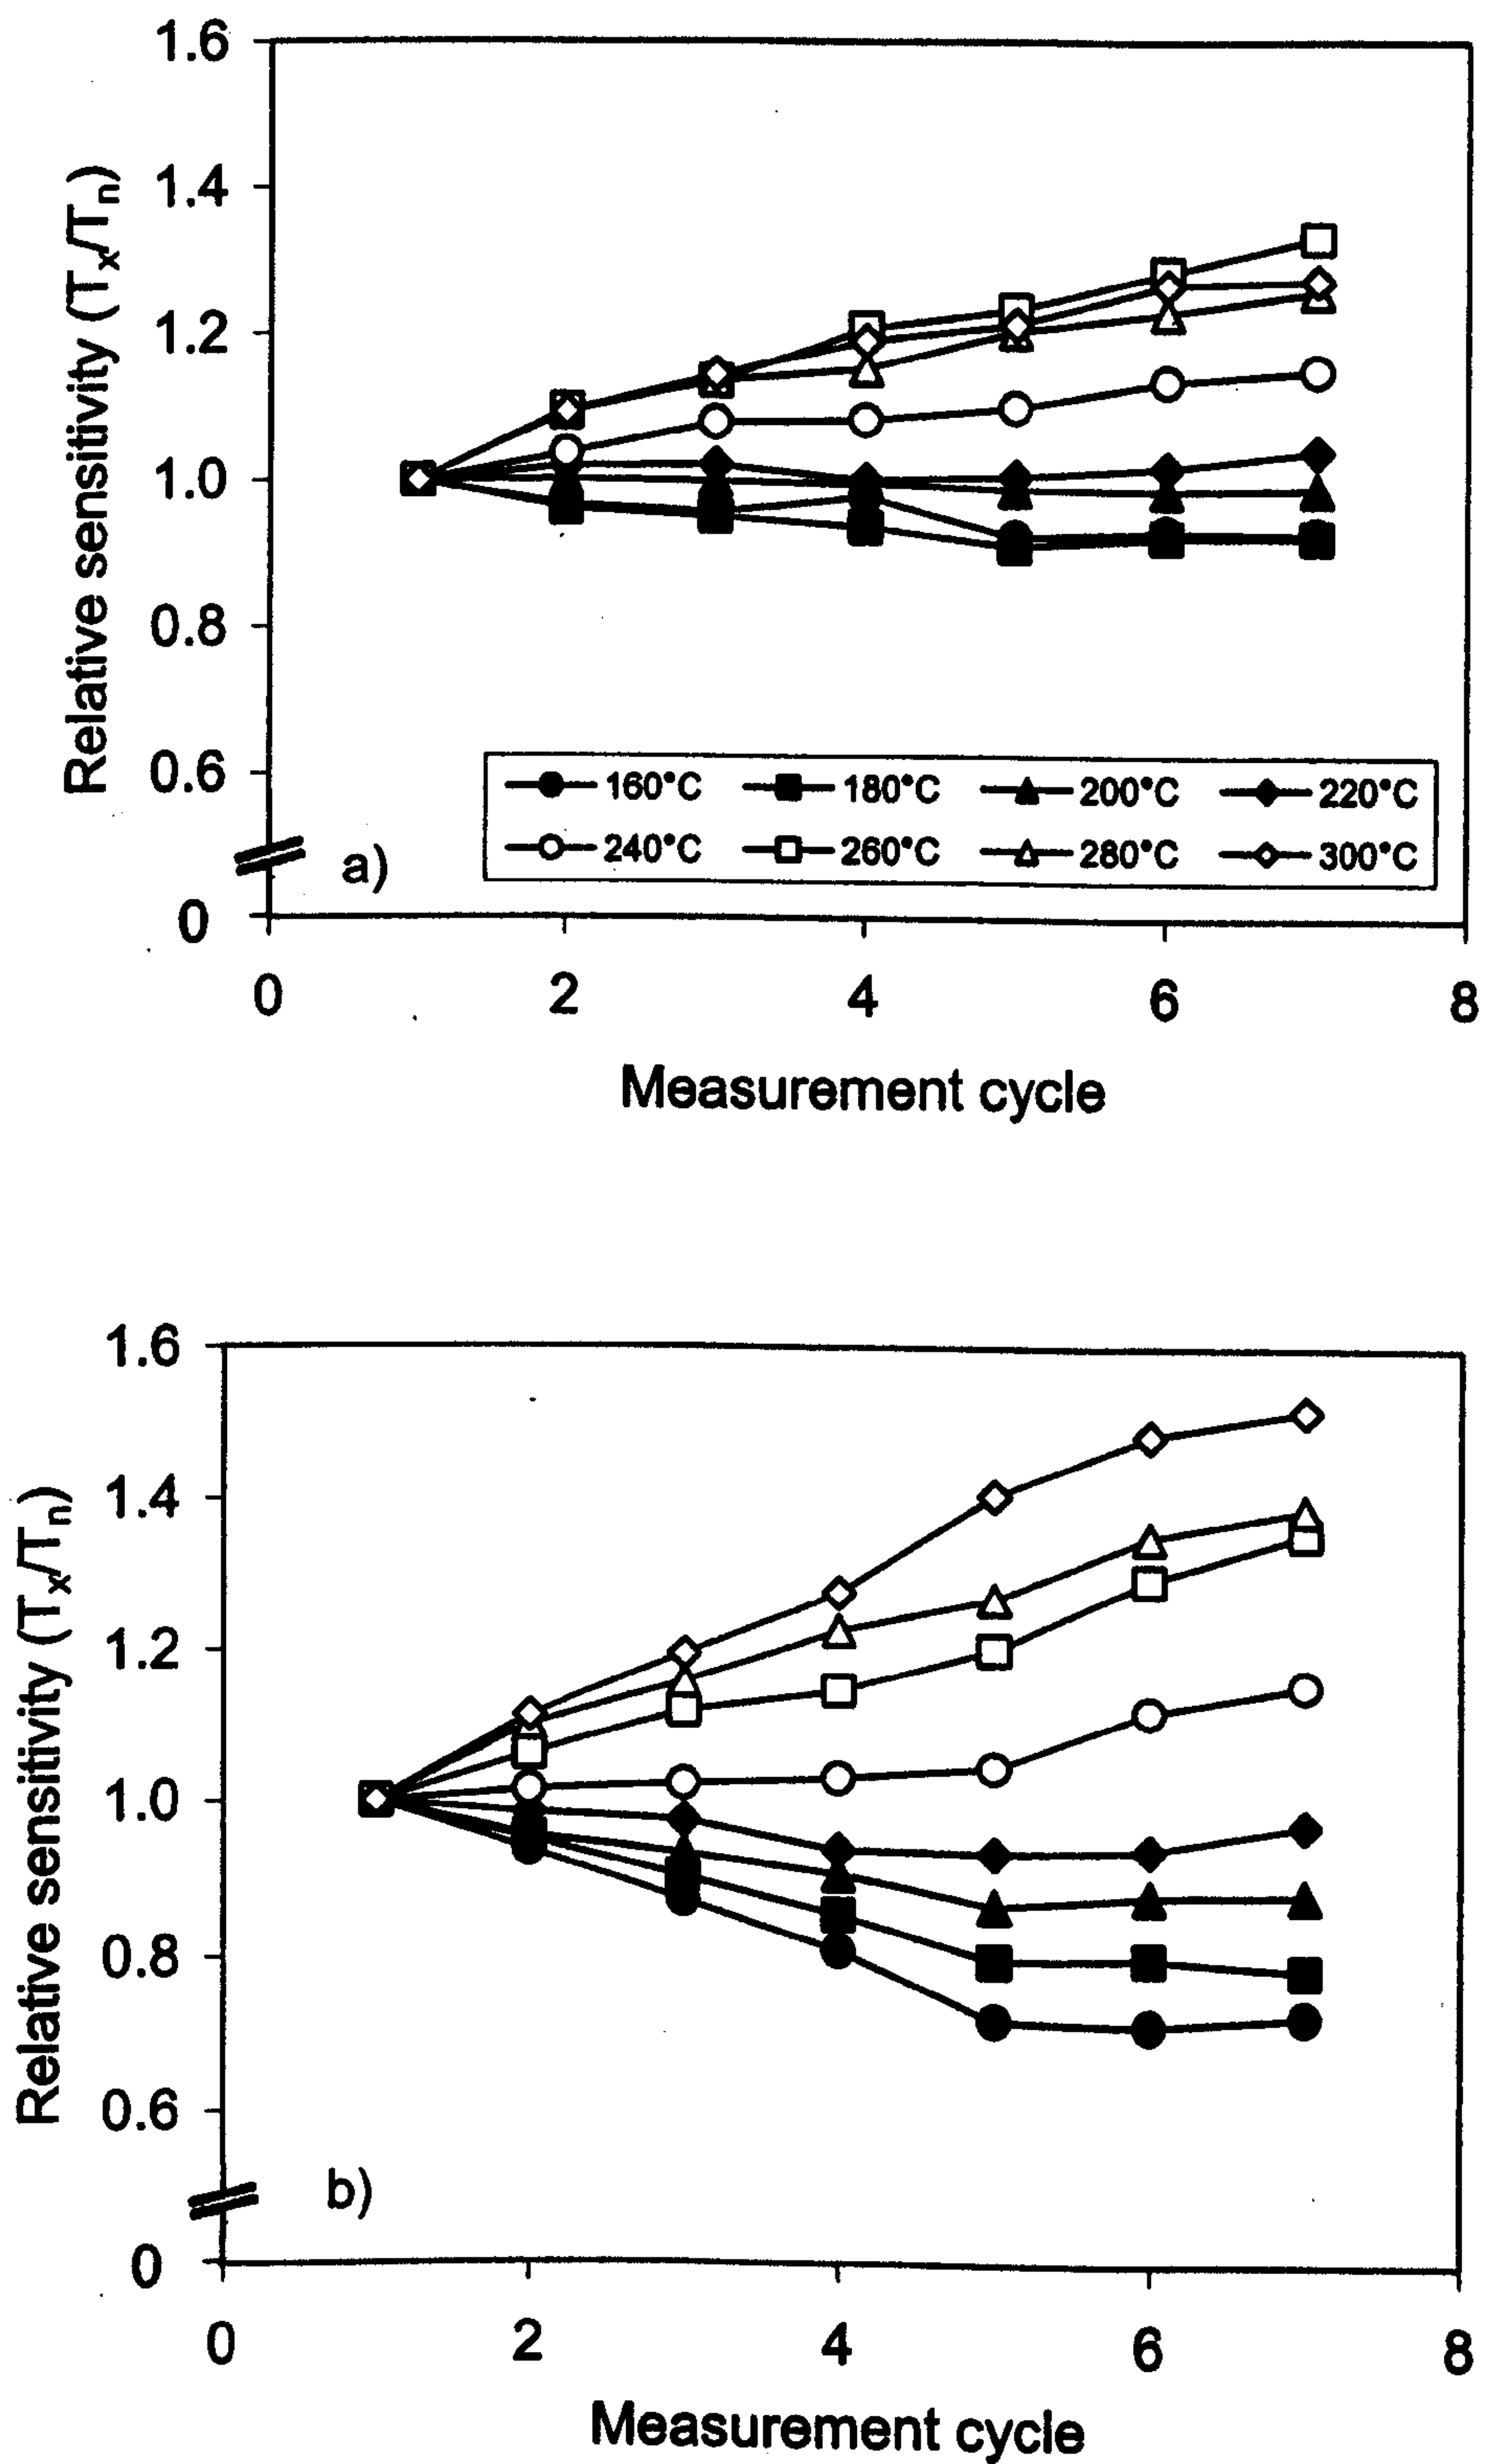 1.6
1.4
1.2
1.0
0.8
0.6
0
Relative sensitivity (Tx/Tn)
a)
160°C 180°C 200°C 220°C
240°C 260°C 280°C 300°C
0 2 4 6 8
Measurement cycle
1.6
1.4
1.2
1.0
0.8
0.6
0
Relative sensitivity (Tx/Tn)
b)
0 2 4 6 8
Measurement cycle